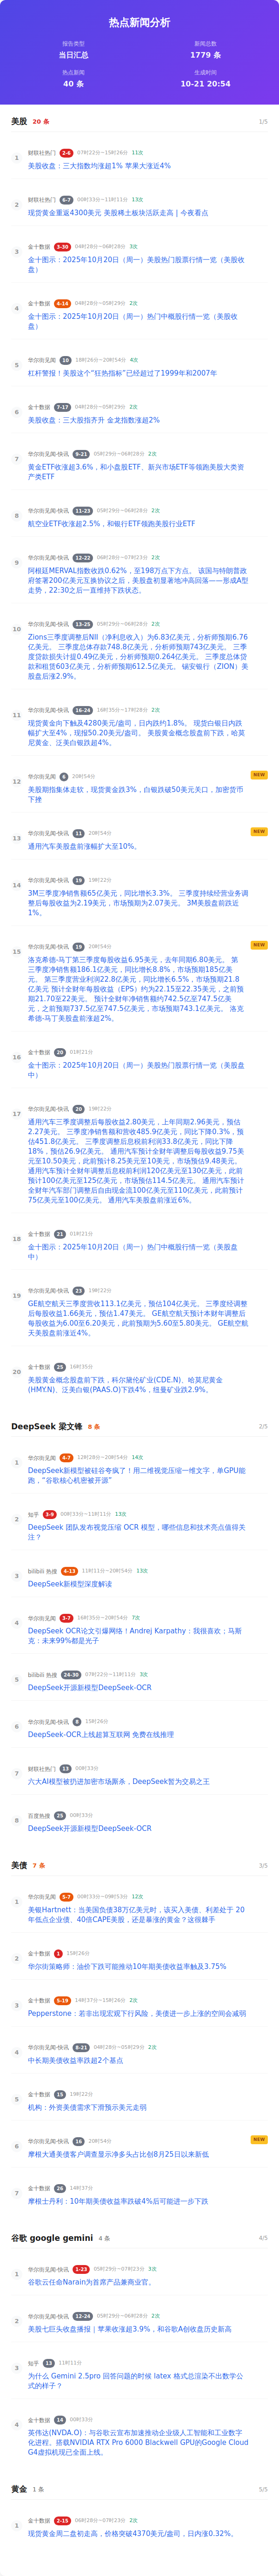 热点新闻分析
报告类型
新闻总数
当日汇总
1779 条
热点新闻
生成时间
40 条
10-21 20:54
美股 20 条 1/5
1
财联社热门 2-6 07时22分~15时26分 11次
美股收盘：三大指数均涨超1% 苹果大涨近4%
2
财联社热门 6-7 00时33分~11时11分 13次
现货黄金重返4300美元 美股稀土板块活跃走高 | 今夜看点
3
金十数据 3-30 04时28分~06时28分 3次
金十图示：2025年10月20日（周一）美股热门股票行情一览（美股收
盘）
4
金十数据 4-14 04时28分~05时29分 2次
金十图示：2025年10月20日（周一）热门中概股行情一览（美股收
盘）
5
华尔街见闻 10 18时26分~20时54分 4次
杠杆警报！美股这个“狂热指标”已经超过了1999年和2007年
6
金十数据 7-17 04时28分~05时29分 2次
美股收盘：三大股指齐升 金龙指数涨超2%
7
华尔街见闻-快讯 9-21 05时29分~06时28分 2次
黄金ETF收涨超3.6%，和小盘股ETF、新兴市场ETF等领跑美股大类资
产类ETF
8
华尔街见闻-快讯 11-23 05时29分~06时28分 2次
航空业ETF收涨超2.5%，和银行ETF领跑美股行业ETF
9
华尔街见闻-快讯 12-22 06时28分~07时23分 2次
阿根廷MERVAL指数收跌0.62%，至198万点下方点。 该国与特朗普政
府签署200亿美元互换协议之后，美股盘初显著地冲高回落——形成A型
走势，22:30之后一直维持下跌状态。
10
华尔街见闻-快讯 13-25 05时29分~06时28分 2次
Zions三季度调整后NII（净利息收入）为6.83亿美元，分析师预期6.76
亿美元。 三季度总体存款748.8亿美元，分析师预期743亿美元。 三季
度贷款损失计提0.49亿美元，分析师预期0.264亿美元。 三季度总体贷
款和租赁603亿美元，分析师预期612.5亿美元。 锡安银行（ZION）美
股盘后涨2.9%。
11
华尔街见闻-快讯 16-24 16时35分~17时28分 2次
现货黄金向下触及4280美元/盎司，日内跌约1.8%。 现货白银日内跌
幅扩大至4%，现报50.20美元/盎司。 美股黄金概念股盘前下跌，哈莫
尼黄金、泛美白银跌超4%。
12
华尔街见闻 6 20时54分 NEW
美股期指集体走软，现货黄金跌3%，白银跌破50美元关口，加密货币
下挫
13
华尔街见闻-快讯 11 20时54分 NEW
通用汽车美股盘前涨幅扩大至10%。
14
华尔街见闻-快讯 19 19时22分
3M三季度净销售额65亿美元，同比增长3.3%。 三季度持续经营业务调
整后每股收益为2.19美元，市场预期为2.07美元。 3M美股盘前跌近
1%。
15
华尔街见闻-快讯 19 20时54分 NEW
洛克希德-马丁第三季度每股收益6.95美元，去年同期6.80美元。 第
三季度净销售额186.1亿美元，同比增长8.8%，市场预期185亿美
元。 第三季度营业利润22.8亿美元，同比增长6.5%，市场预期21.8
亿美元 预计全财年每股收益（EPS）约为22.15至22.35美元，之前预
期21.70至22美元。 预计全财年净销售额约742.5亿至747.5亿美
元，之前预期737.5亿至747.5亿美元，市场预期743.1亿美元。 洛克
希德-马丁美股盘前涨超2%。
16
金十数据 20 01时21分
金十图示：2025年10月20日（周一）美股热门股票行情一览（美股盘
中）
17
华尔街见闻-快讯 20 19时22分
通用汽车三季度调整后每股收益2.80美元，上年同期2.96美元，预估
2.27美元。 三季度净销售额和营收485.9亿美元，同比下降0.3%，预
估451.8亿美元。 三季度调整后息税前利润33.8亿美元，同比下降
18%，预估26.9亿美元。 通用汽车预计全年调整后每股收益9.75美
元至10.50美元，此前预计8.25美元至10美元，市场预估9.48美元。
通用汽车预计全年调整后息税前利润120亿美元至130亿美元，此前
预计100亿美元至125亿美元，市场预估114.5亿美元。 通用汽车预计
全年财年汽车部门调整后自由现金流100亿美元至110亿美元，此前预计
75亿美元至100亿美元。 通用汽车美股盘前涨近6%。
18
金十数据 21 01时21分
金十图示：2025年10月20日（周一）热门中概股行情一览（美股盘
中）
19
华尔街见闻-快讯 23 19时22分
GE航空航天三季度营收113.1亿美元，预估104亿美元。 三季度经调整
后每股收益1.66美元，预估1.47美元。 GE航空航天预计本财年调整后
每股收益为6.00至6.20美元，此前预期为5.60至5.80美元。 GE航空航
天美股盘前涨近4%。
20
金十数据 25 16时35分
美股黄金概念股盘前下跌，科尔黛伦矿业(CDE.N)、哈莫尼黄金
(HMY.N)、泛美白银(PAAS.O)下跌4%，纽曼矿业跌2.9%。
DeepSeek 梁文锋 8 条 2/5
1
华尔街见闻 4-7 12时28分~20时54分 14次
DeepSeek新模型被硅谷夸疯了！用二维视觉压缩一维文字，单GPU能
跑，“谷歌核心机密被开源”
2
知乎 3-9 00时33分~11时11分 13次
DeepSeek 团队发布视觉压缩 OCR 模型，哪些信息和技术亮点值得关
注？
3
bilibili 热搜 4-13 11时11分~20时54分 13次
DeepSeek新模型深度解读
4
华尔街见闻 3-7 16时35分~20时54分 7次
DeepSeek OCR论文引爆网络！Andrej Karpathy：我很喜欢；马斯
克：未来99%都是光子
5
bilibili 热搜 24-30 07时22分~11时11分 3次
DeepSeek开源新模型DeepSeek-OCR
6
华尔街见闻-快讯 8 15时26分
DeepSeek-OCR上线超算互联网 免费在线推理
7
财联社热门 13 00时33分
六大AI模型被扔进加密市场厮杀，DeepSeek暂为交易之王
8
百度热搜 25 00时33分
DeepSeek开源新模型DeepSeek-OCR
美债 7 条 3/5
1
华尔街见闻 5-7 00时33分~09时53分 12次
美银Hartnett：当美国负债38万亿美元时，该买入美债、利差处于 20
年低点企业债、40倍CAPE美股，还是暴涨的黄金？这很棘手
2
金十数据 1 15时26分
华尔街策略师：油价下跌可能推动10年期美债收益率触及3.75%
3
金十数据 5-19 14时37分~15时26分 2次
Pepperstone：若非出现宏观下行风险，美债进一步上涨的空间会减弱
4
华尔街见闻-快讯 8-21 04时28分~05时29分 2次
中长期美债收益率跌超2个基点
5
金十数据 15 19时22分
机构：外资美债需求下滑预示美元走弱
6
华尔街见闻-快讯 16 20时54分 NEW
摩根大通美债客户调查显示净多头占比创8月25日以来新低
7
金十数据 26 14时37分
摩根士丹利：10年期美债收益率跌破4%后可能进一步下跌
谷歌 google gemini 4 条 4/5
1
华尔街见闻-快讯 1-23 05时29分~07时23分 3次
谷歌云任命Narain为首席产品兼商业官。
2
华尔街见闻-快讯 12-24 05时29分~06时28分 2次
美股七巨头收盘播报｜苹果收涨超3.9%，和谷歌A创收盘历史新高
3
知乎 13 11时11分
为什么 Gemini 2.5pro 回答问题的时候 latex 格式总渲染不出数学公
式的样子？
4
金十数据 14 00时33分
英伟达(NVDA.O)：与谷歌云宣布加速推动企业级人工智能和工业数字
化进程。搭载NVIDIA RTX Pro 6000 Blackwell GPU的Google Cloud
G4虚拟机现已全面上线。
黄金 1 条 5/5
1
金十数据 2-15 06时28分~07时23分 2次
现货黄金周二盘初走高，价格突破4370美元/盎司，日内涨0.32%。